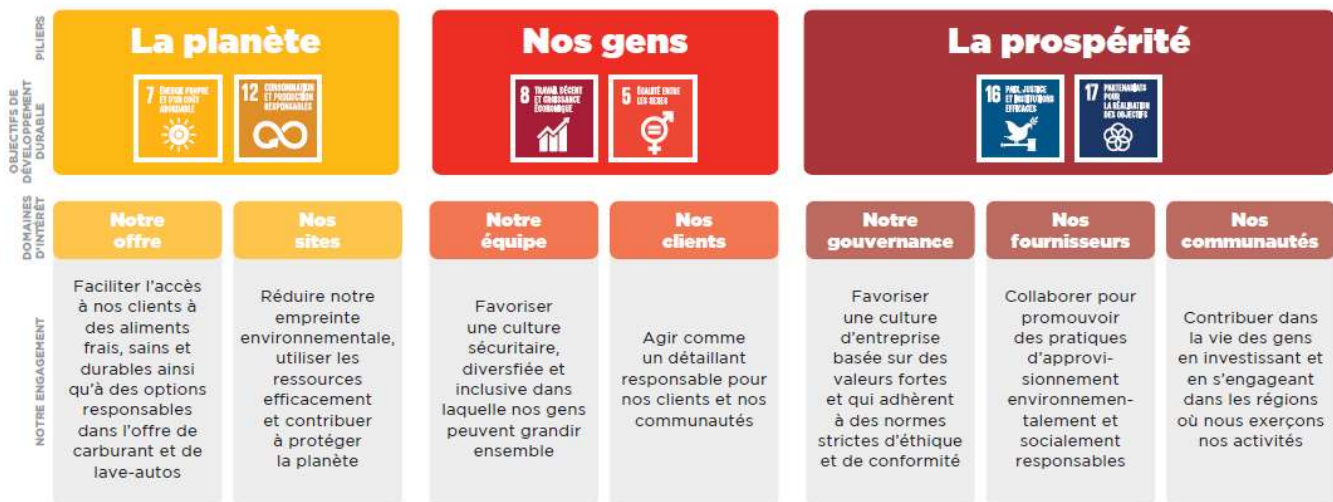 PILIERS
La planète
Nos gens
La prospérité
OBJECTIFS DE
DÉVELOPPEMENT
DURABLE
7 ÉNERGIE PROPRE
ET D'UN COÛT
ABORDABLE
12 CONSOMMATION
ET PRODUCTION
RESPONSABLES
8 TRAVAIL DÉCENT
ET CROISSANCE
ÉCONOMIQUE
5 ÉGALITÉ ENTRE
LES SEXES
16 PAIX, JUSTICE
ET INSTITUTIONS
EFFICACES
17 PARTENARIATS
POUR
LA RÉALISATION
DES OBJECTIFS
DOMAINES
D'INTÉRÊT
Notre
offre
Nos
sites
Notre
équipe
Nos
clients
Notre
gouvernance
Nos
fournisseurs
Nos
communautés
NOTRE ENGAGEMENT
Faciliter l'accès
à nos clients à
des aliments
frais, sains et
durables ainsi
qu'à des options
responsables
dans l'offre de
carburant et de
lave-autos
Réduire notre
empreinte
environnementale,
utiliser les
ressources
efficacement
et contribuer
à protéger
la planète
Favoriser
une culture
sécuritaire,
diversifiée et
inclusive dans
laquelle nos gens
peuvent grandir
ensemble
Agir comme
un détaillant
responsable pour
nos clients et nos
communautés
Favoriser
une culture
d'entreprise
basée sur des
valeurs fortes
et qui adhèrent
à des normes
strictes d'éthique
et de conformité
Collaborer pour
promouvoir
des pratiques
d'approvi-
sionnement
environnemen-
talement et
socialement
responsables
Contribuer dans
la vie des gens
en investissant et
en s'engageant
dans les régions
où nous exerçons
nos activités